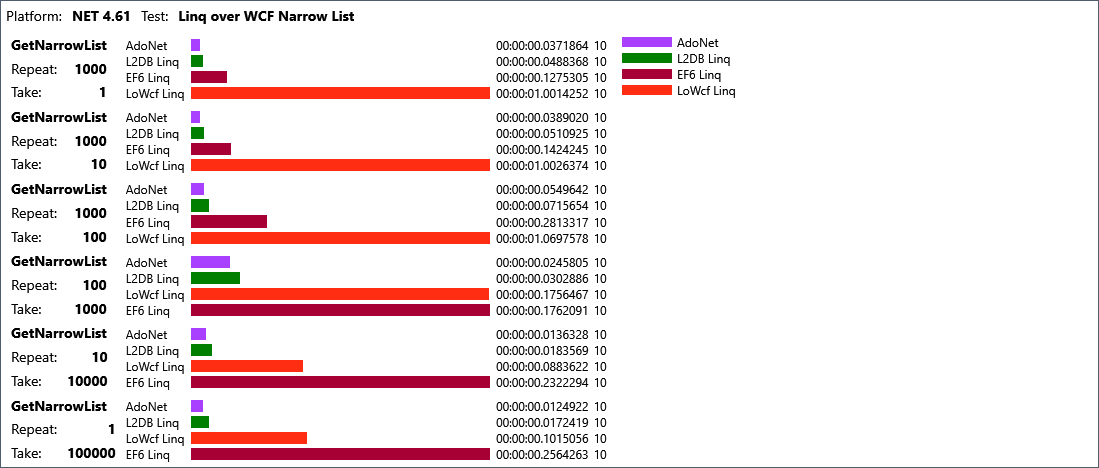 Platform: NET 4.61 Test: Linq over WCF Narrow List
GetNarrowList
Repeat: 1000
Take: 1
AdoNet 00:00:00.0371864 10
L2DB Linq 00:00:00.0488368 10
EF6 Linq 00:00:00.1275305 10
LoWcf Linq 00:00:01.0014252 10
AdoNet
L2DB Linq
EF6 Linq
LoWcf Linq
GetNarrowList
Repeat: 1000
Take: 10
AdoNet 00:00:00.0389020 10
L2DB Linq 00:00:00.0510925 10
EF6 Linq 00:00:00.1424245 10
LoWcf Linq 00:00:01.0026374 10
GetNarrowList
Repeat: 1000
Take: 100
AdoNet 00:00:00.0549642 10
L2DB Linq 00:00:00.0715654 10
EF6 Linq 00:00:00.2813317 10
LoWcf Linq 00:00:01.0697578 10
GetNarrowList
Repeat: 100
Take: 1000
AdoNet 00:00:00.0245805 10
L2DB Linq 00:00:00.0302886 10
LoWcf Linq 00:00:00.1756467 10
EF6 Linq 00:00:00.1762091 10
GetNarrowList
Repeat: 10
Take: 10000
AdoNet 00:00:00.0136328 10
L2DB Linq 00:00:00.0183569 10
LoWcf Linq 00:00:00.0883622 10
EF6 Linq 00:00:00.2322294 10
GetNarrowList
Repeat: 1
Take: 100000
AdoNet 00:00:00.0124922 10
L2DB Linq 00:00:00.0172419 10
LoWcf Linq 00:00:00.1015056 10
EF6 Linq 00:00:00.2564263 10